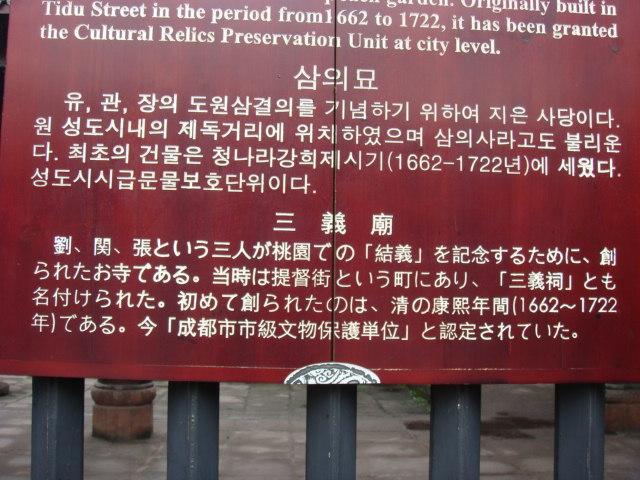 garden. Originally built in
Tidu Street in the period from1662 to 1722, it has been granted
the Cultural Relics Preservation Unit at city level.
삼의묘
유, 관, 장의 도원삼결의를 기념하기 위하여 지은 사당이다.
원 성도시내의 제독거리에 위치하였으며 삼의사라고도 불리운
다. 최초의 건물은 청나라강희제시기(1662-1722년)에 세웠다.
성도시시급문물보호단위이다.
三義廟
劉、関、張という三人が桃園での「結義」を記念するために、創
られたお寺である。当時は提督街という町にあり、「三義祠」とも
名付けられた。初めて創られたのは、清の康熙年間(1662～1722
年)である。今「成都市市級文物保護単位」と認定されていた。